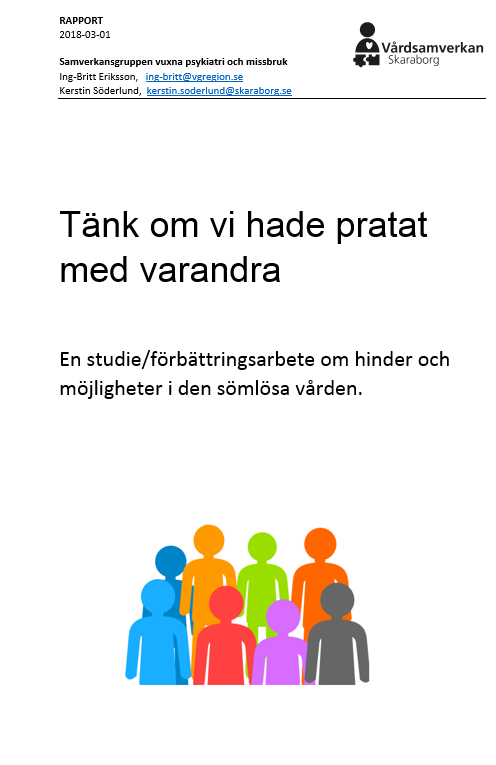 RAPPORT
2018-03-01
Samverkansgruppen vuxna psykiatri och missbruk
Ing-Britt Eriksson, ing-britt@vgregion.se
Kerstin Söderlund, kerstin.soderlund@skaraborg.se
Vårdsamverkan
Skaraborg
Tänk om vi hade pratat
med varandra
En studie/förbättringsarbete om hinder och
möjligheter i den sömlösa vården.